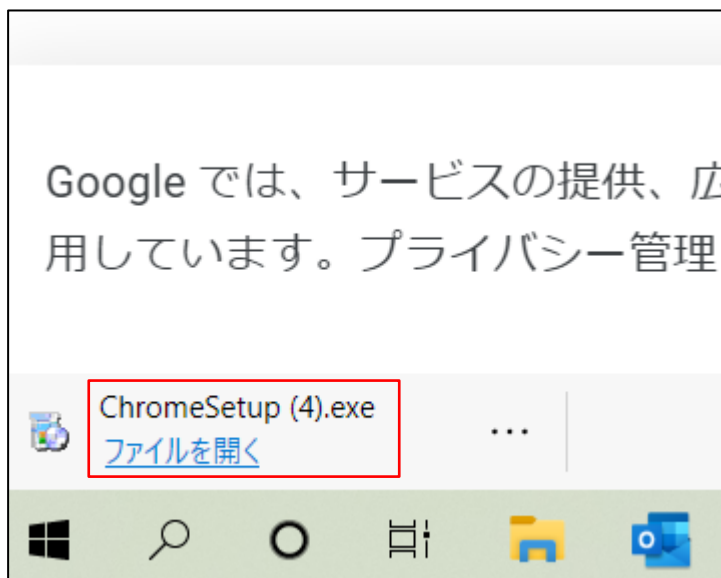 Google では、サービスの提供、広
用しています。プライバシー管理
ChromeSetup (4).exe
ファイルを開く
...